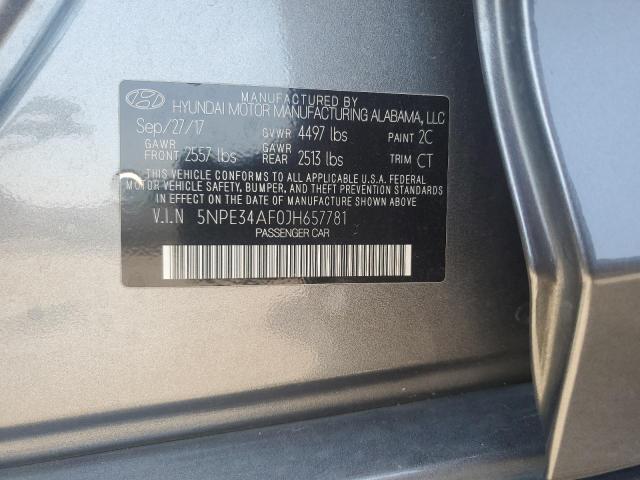 MANUFACTURED BY
HYUNDAI MOTOR MANUFACTURING ALABAMA, LLC
Sep/27/17 GVWR 4497 lbs PAINT 2C
GAWR FRONT 2557 lbs GAWR REAR 2513 lbs TRIM CT
THIS VEHICLE CONFORMS TO ALL APPLICABLE U.S.A. FEDERAL
MOTOR VEHICLE SAFETY, BUMPER, AND THEFT PREVENTION
STANDARDS IN EFFECT ON THE DATE OF MANUFACTURE SHOWN
ABOVE.
V.I.N 5NPE34AF0JH657781
PASSENGER CAR